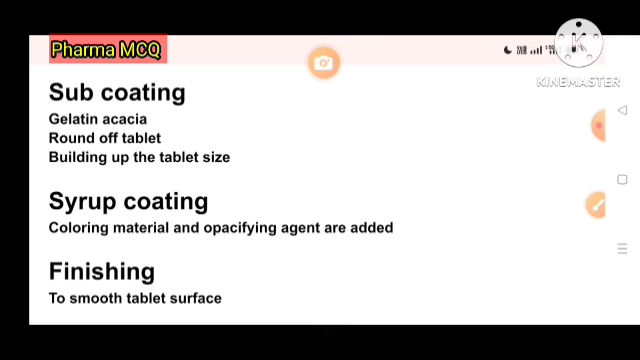 Pharma MCQ
K
KINEMASTER
Sub coating
Gelatin acacia
Round off tablet
Building up the tablet size
Syrup coating
Coloring material and opacifying agent are added
Finishing
To smooth tablet surface